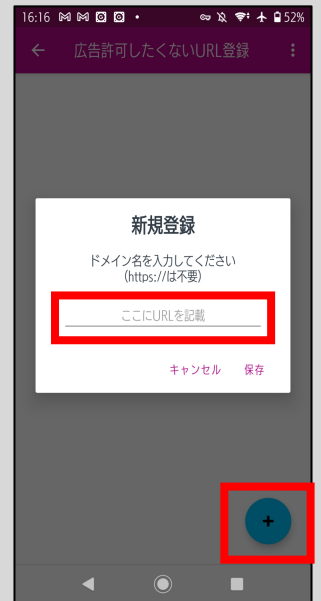 16:16
52%
広告許可したくないURL登録
新規登録
ドメイン名を入力してください
(https://は不要)
ここにURLを記載
キャンセル 保存
+